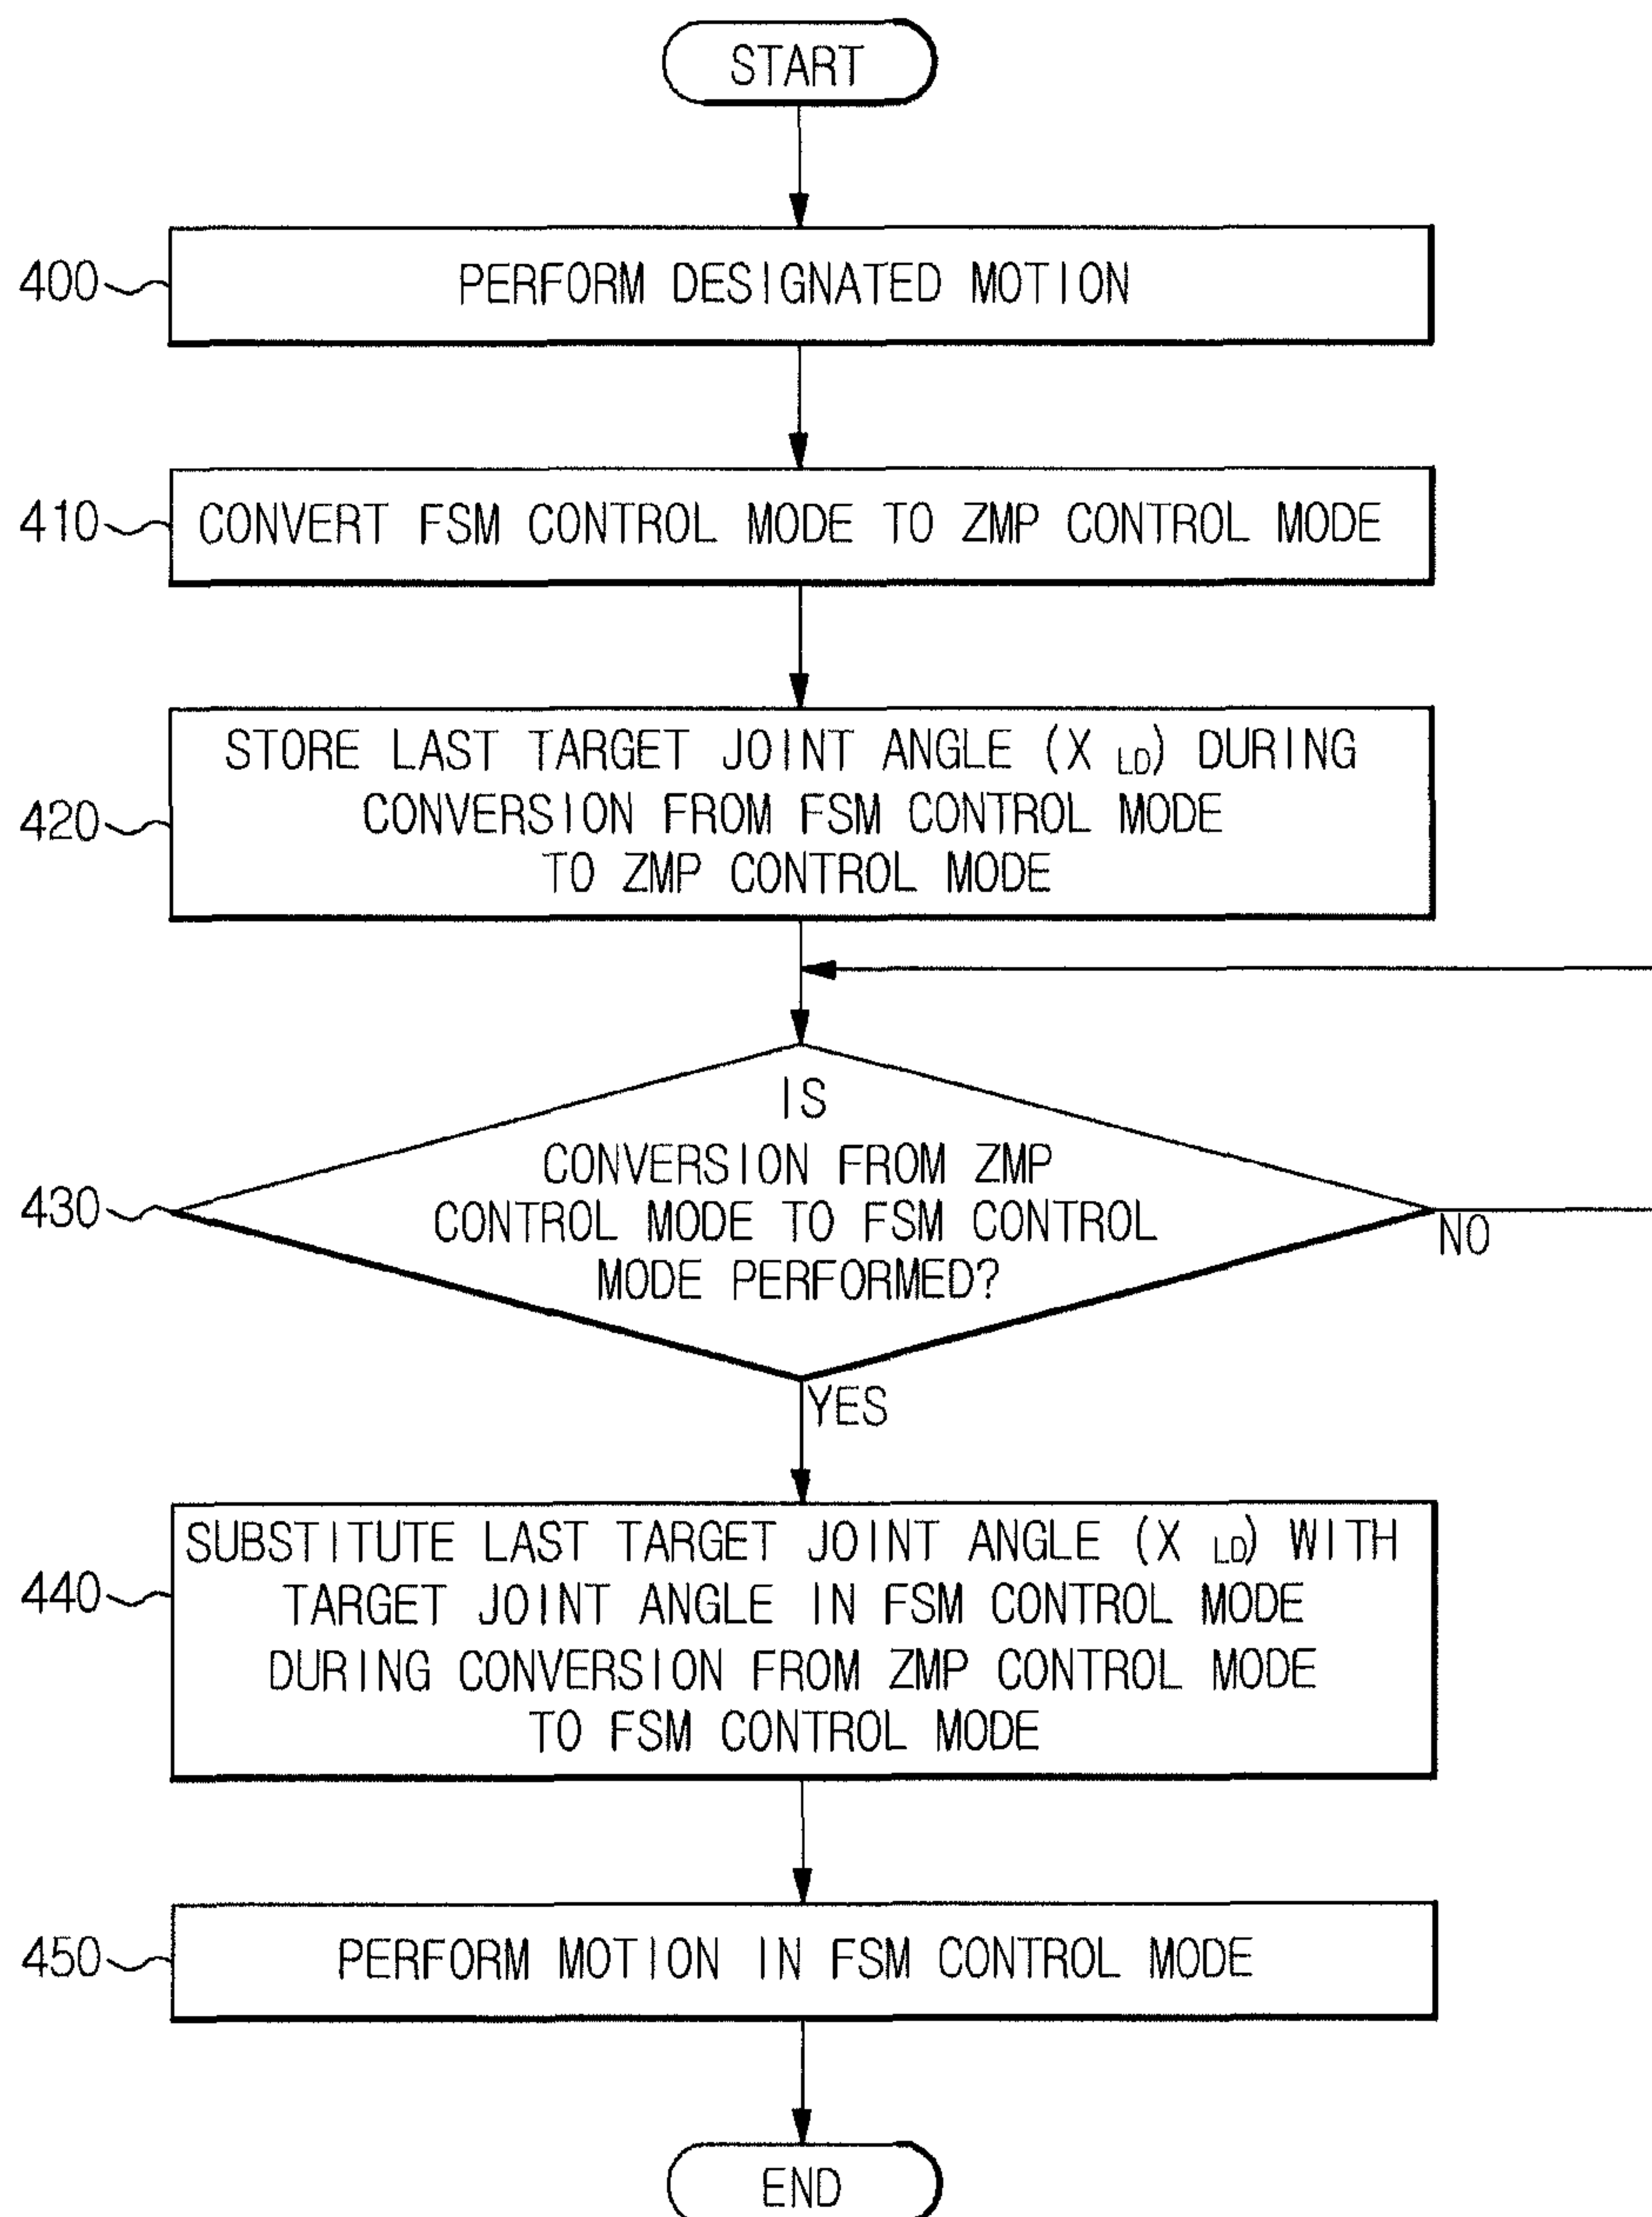 START
400
PERFORM DESIGNATED MOTION
410
CONVERT FSM CONTROL MODE TO ZMP CONTROL MODE
420
STORE LAST TARGET JOINT ANGLE (X LD) DURING
CONVERSION FROM FSM CONTROL MODE
TO ZMP CONTROL MODE
430
IS
CONVERSION FROM ZMP
CONTROL MODE TO FSM CONTROL
MODE PERFORMED?
NO
YES
440
SUBSTITUTE LAST TARGET JOINT ANGLE (X LD) WITH
TARGET JOINT ANGLE IN FSM CONTROL MODE
DURING CONVERSION FROM ZMP CONTROL MODE
TO FSM CONTROL MODE
450
PERFORM MOTION IN FSM CONTROL MODE
END